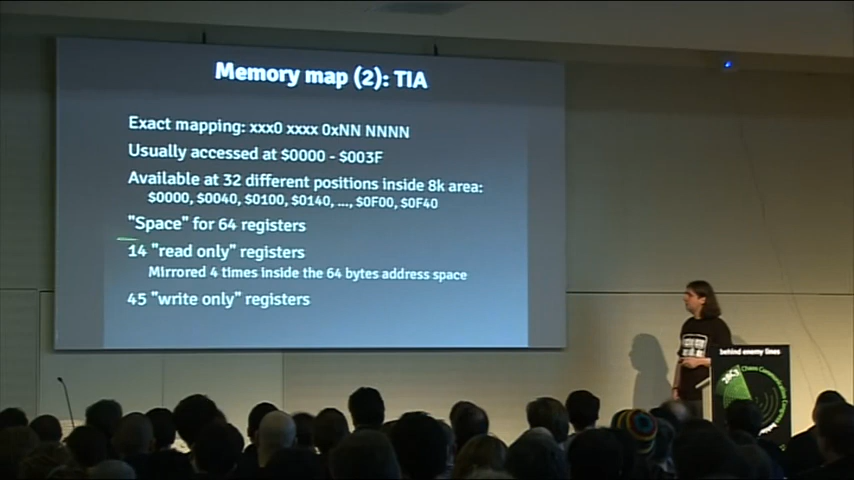 Memory map (2): TIA
Exact mapping: xxx0 xxxx 0xNN NNNN
Usually accessed at $0000 - $003F
Available at 32 different positions inside 8k area:
$0000, $0040, $0100, $0140, ..., $0F00, $0F40
"Space" for 64 registers
14 "read only" registers
Mirrored 4 times inside the 64 bytes address space
45 "write only" registers
behind enemy lines
28C3